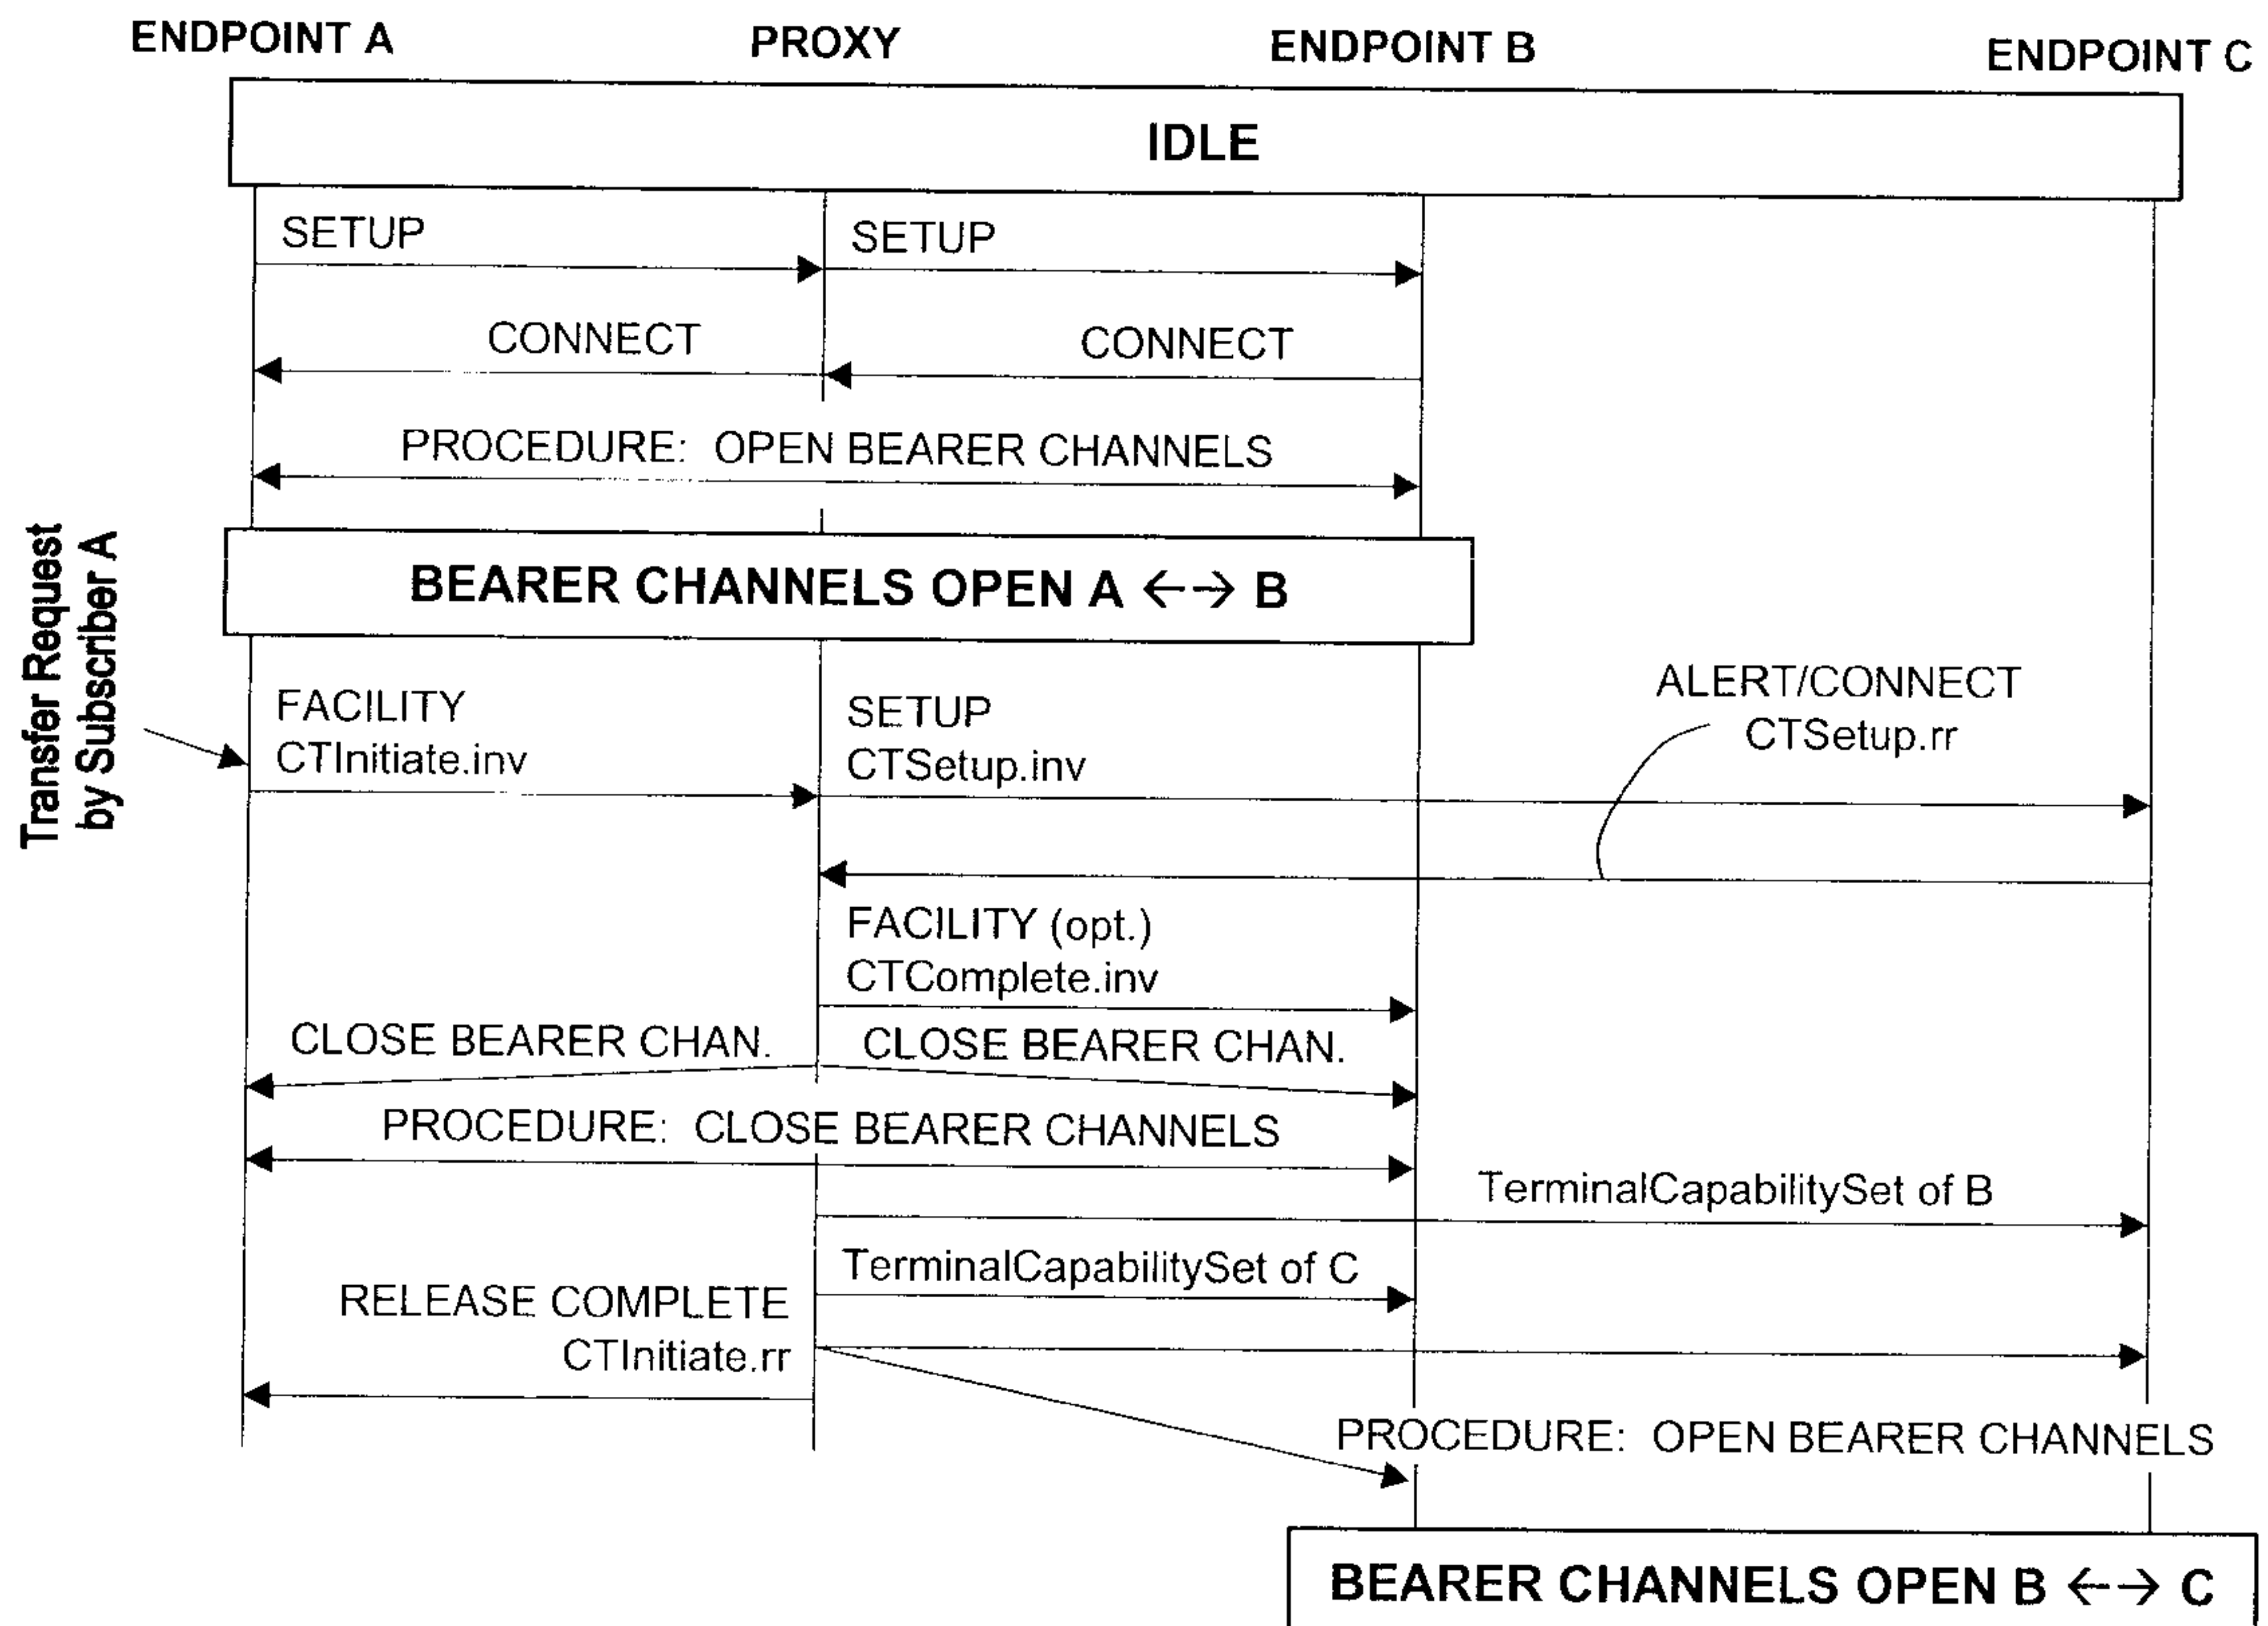 ENDPOINT A PROXY ENDPOINT B ENDPOINT C
IDLE
SETUP SETUP
CONNECT CONNECT
PROCEDURE: OPEN BEARER CHANNELS
BEARER CHANNELS OPEN A ←→ B
Transfer Request
by Subscriber A
FACILITY
CTInitiate.inv
SETUP
CTSetup.inv
ALERT/CONNECT
CTSetup.rr
FACILITY (opt.)
CTComplete.inv
CLOSE BEARER CHAN. CLOSE BEARER CHAN.
PROCEDURE: CLOSE BEARER CHANNELS
TerminalCapabilitySet of B
TerminalCapabilitySet of C
RELEASE COMPLETE
CTInitiate.rr
PROCEDURE: OPEN BEARER CHANNELS
BEARER CHANNELS OPEN B ←→ C